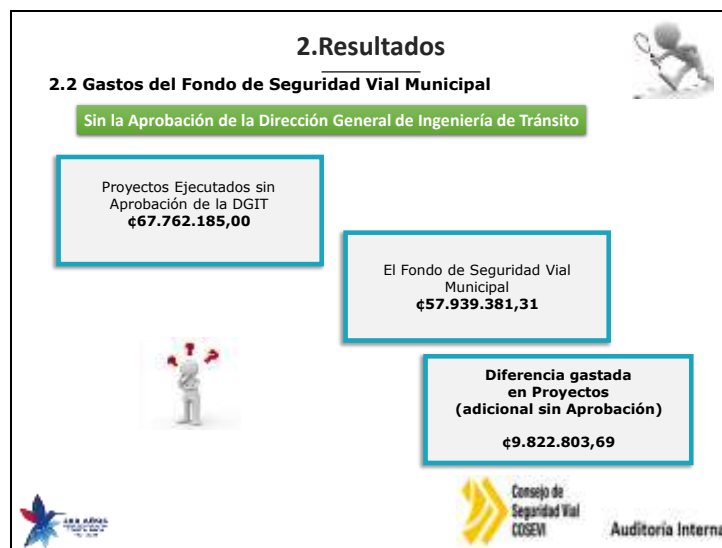 2.Resultados
2.2 Gastos del Fondo de Seguridad Vial Municipal
Sin la Aprobación de la Dirección General de Ingeniería de Tránsito
Proyectos Ejecutados sin
Aprobación de la DGIT
¢67.762.185,00
El Fondo de Seguridad Vial
Municipal
¢57.939.381,31
Diferencia gastada
en Proyectos
(adicional sin Aprobación)
¢9.822.803,69
Consejo de
Seguridad Vial
COSEVI
Auditoría Interna